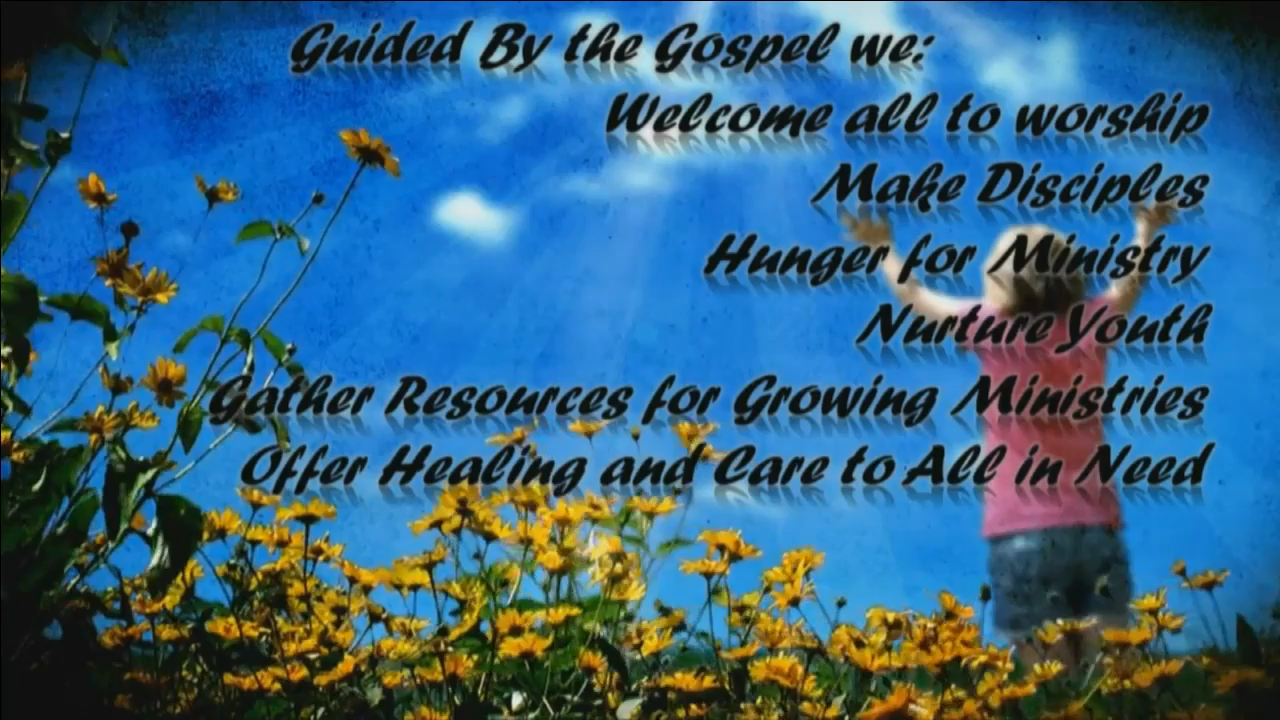 Guided By the Gospel we:
Welcome all to worship
Make Disciples
Hunger for Ministry
Nurture Youth
Gather Resources for Growing Ministries
Offer Healing and Care to All in Need